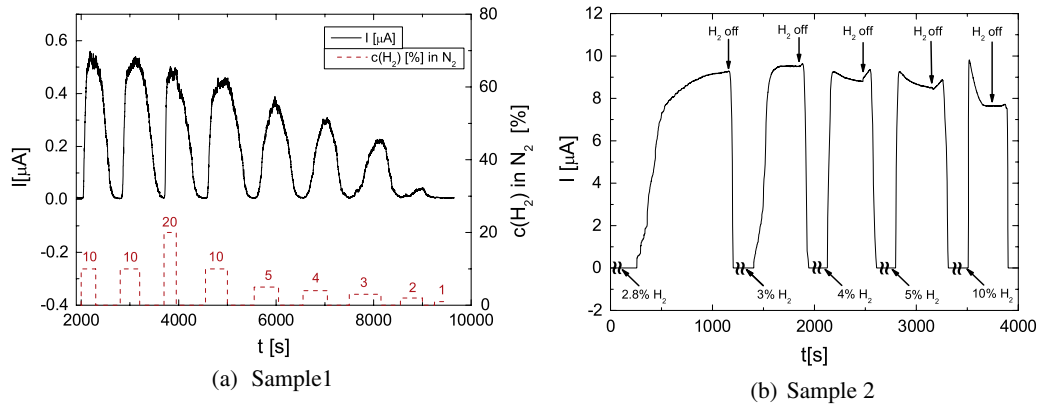 0.6
0.4
0.2
0.0
-0.2
-0.4
I[μA]
80
60
40
20
0
c(H₂) in N₂ [%]
I [μA]
c(H₂) [%] in N₂
10
10
20
10
5
4
3
2
1
2000 4000 6000 8000 10000
t [s]
(a) Sample1
12
10
8
6
4
2
0
-2
I [μA]
H₂ off
H₂ off
H₂ off
H₂ off
H₂ off
2.8% H₂
3% H₂
4% H₂
5% H₂
10% H₂
0 1000 2000 3000 4000
t[s]
(b) Sample 2